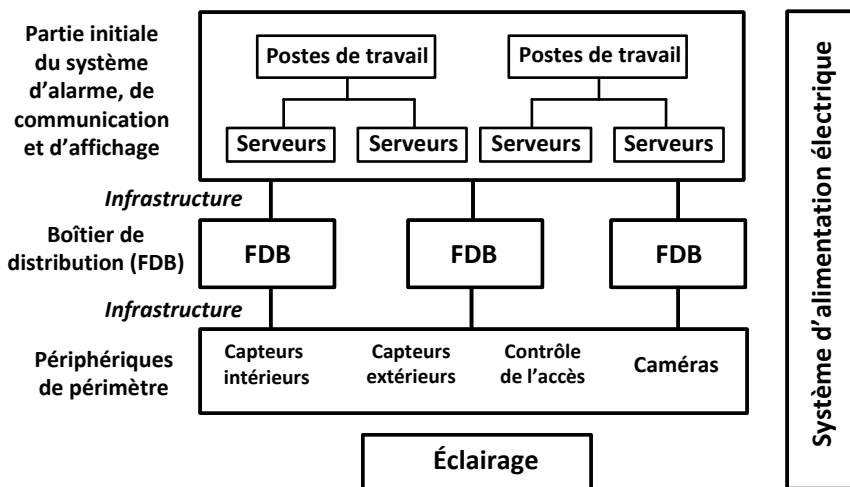 Partie initiale
du système
d'alarme, de
communication
et d'affichage
Postes de travail
Postes de travail
Serveurs
Serveurs
Serveurs
Serveurs
Infrastructure
Boîtier de
distribution (FDB)
FDB
FDB
FDB
Infrastructure
Périphériques
de périmètre
Capteurs
intérieurs
Capteurs
extérieurs
Contrôle
de l'accès
Caméras
Éclairage
Système d'alimentation électrique